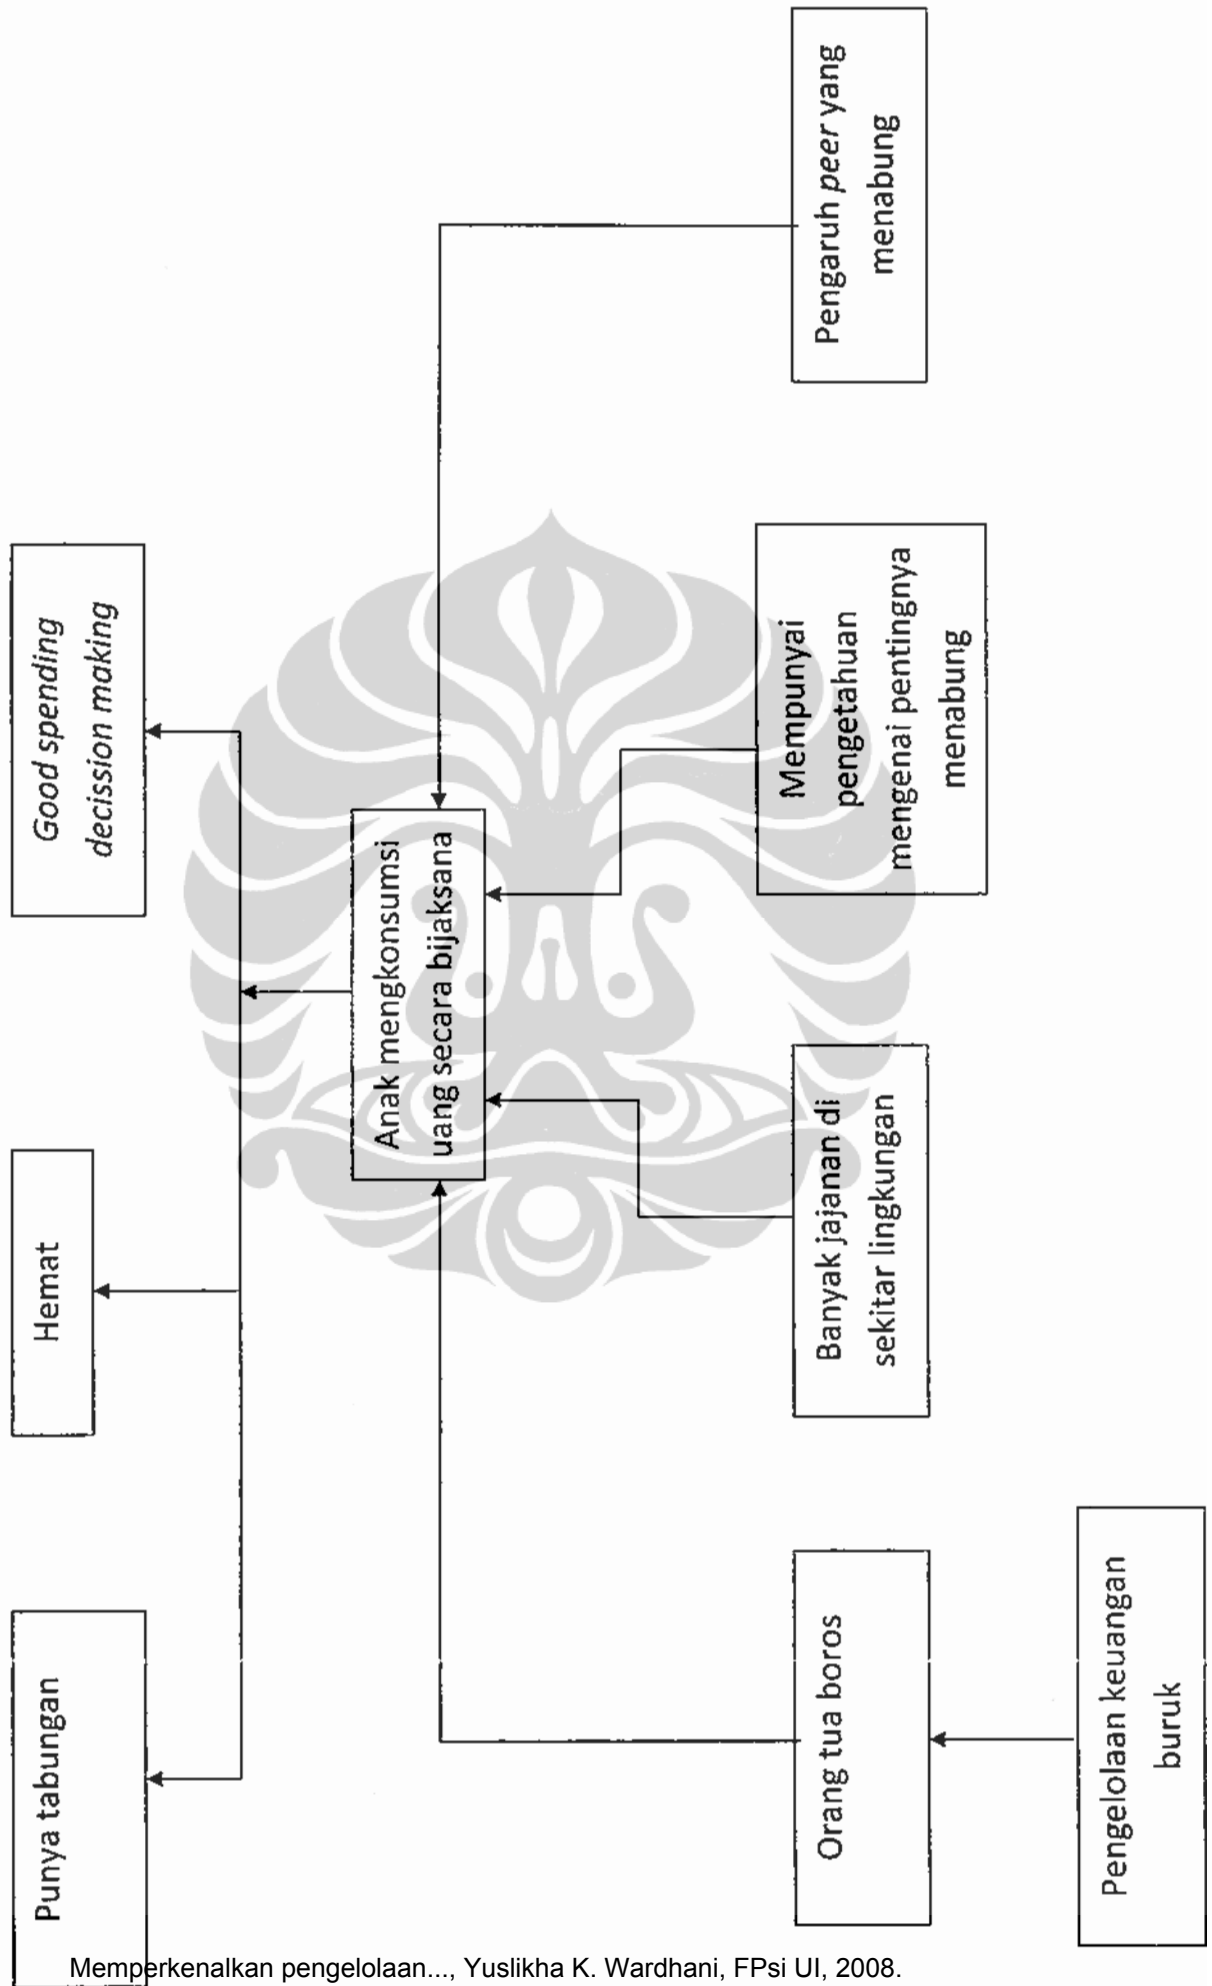 Punya tabungan
Hemat
Good spending
decission making
Anak mengkonsumsi
uang secara bijaksana
Orang tua boros
Banyak jajanan di
sekitar lingkungan
Mempunyai
pengetahuan
mengenai pentingnya
menabung
Pengaruh peer yang
menabung
Pengelolaan keuangan
buruk
Memperkenalkan pengelolaan..., Yuslikha K. Wardhani, FPsi UI, 2008.